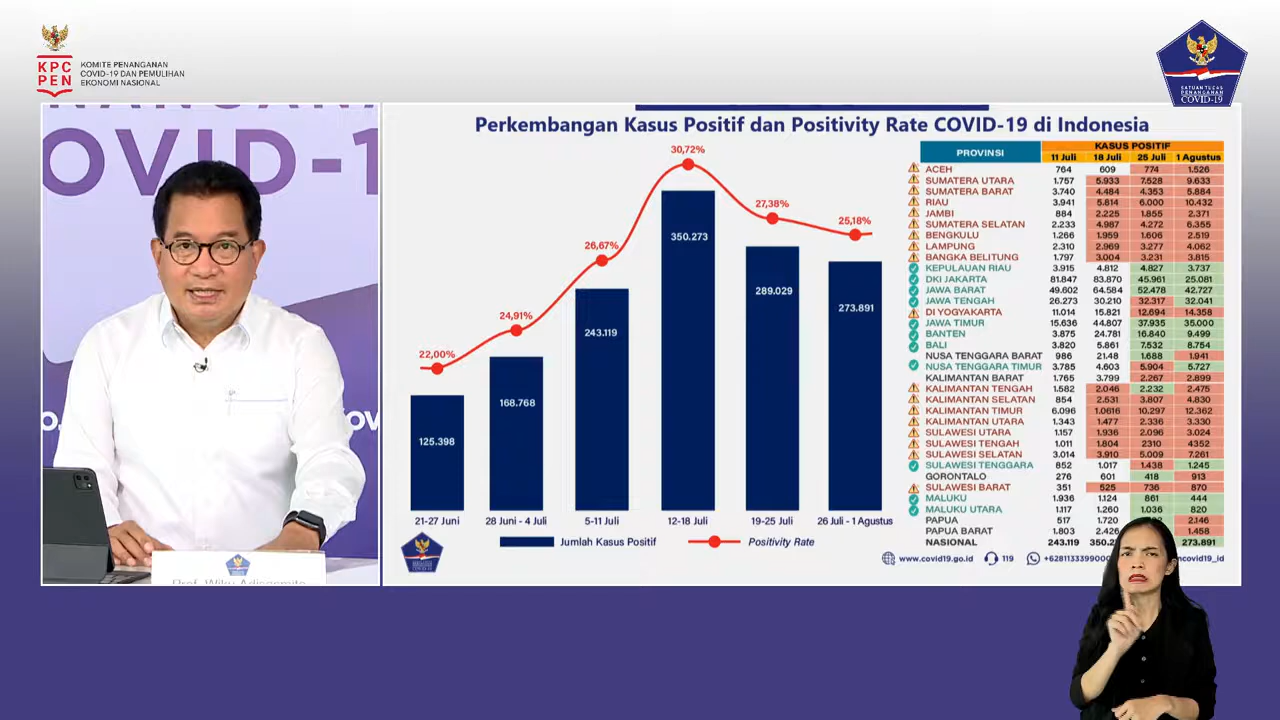 KPC
PEN
KOMITE PENANGANAN
COVID-19 DAN PEMULIHAN
EKONOMI NASIONAL
SATUAN TUGAS
PENANGANAN
COVID-19
OVID-1
Prof. Wiku Adisasmito
Perkembangan Kasus Positif dan Positivity Rate COVID-19 di Indonesia
22,00%
24,91%
26,67%
30,72%
27,38%
25,18%
125.398
168.768
243.119
350.273
289.029
273.891
21-27 Juni
28 Juni - 4 Juli
5-11 Juli
12-18 Juli
19-25 Juli
26 Juli - 1 Agustus
Jumlah Kasus Positif
Positivity Rate
PROVINSI KASUS POSITIF
11 Juli 18 Juli 25 Juli 1 Agustus
ACEH 764 609 774 1.526
SUMATERA UTARA 1.757 5.933 7.528 9.633
SUMATERA BARAT 3.740 4.484 4.353 5.884
RIAU 3.941 5.814 6.000 10.432
JAMBI 884 2.225 1.855 2.371
SUMATERA SELATAN 2.233 4.987 4.272 6.355
BENGKULU 1.266 1.959 1.606 2.519
LAMPUNG 2.310 2.969 3.277 4.062
BANGKA BELITUNG 1.797 3.004 3.231 3.815
KEPULAUAN RIAU 3.915 4.812 4.827 3.737
DKI JAKARTA 81.847 83.870 45.961 25.081
JAWA BARAT 49.602 64.584 52.478 42.727
JAWA TENGAH 26.273 30.210 32.317 32.041
DI YOGYAKARTA 11.014 15.821 12.694 14.358
JAWA TIMUR 15.636 44.807 37.935 35.000
BANTEN 3.875 24.781 16.840 9.499
BALI 3.820 5.861 7.532 8.754
NUSA TENGGARA BARAT 986 21.48 1.688 1.941
NUSA TENGGARA TIMUR 3.785 4.603 5.904 5.727
KALIMANTAN BARAT 1.765 3.799 2.267 2.899
KALIMANTAN TENGAH 1.582 2.046 2.232 2.475
KALIMANTAN SELATAN 854 2.531 3.807 4.830
KALIMANTAN TIMUR 6.096 1.0616 10.297 12.362
KALIMANTAN UTARA 1.343 1.477 2.336 3.330
SULAWESI UTARA 1.157 1.936 2.096 3.024
SULAWESI TENGAH 1.011 1.804 2310 4352
SULAWESI SELATAN 3.014 3.910 5.009 7.261
SULAWESI TENGGARA 852 1.017 1.438 1.245
GORONTALO 276 601 418 913
SULAWESI BARAT 351 525 736 870
MALUKU 1.936 1.124 861 444
MALUKU UTARA 1.117 1.260 1.036 820
PAPUA 517 1.720 2.146
PAPUA BARAT 1.803 2.426 1.458
NASIONAL 243.119 350.2 273.891
www.covid19.go.id 119 +6281133399000 ncovid19_id